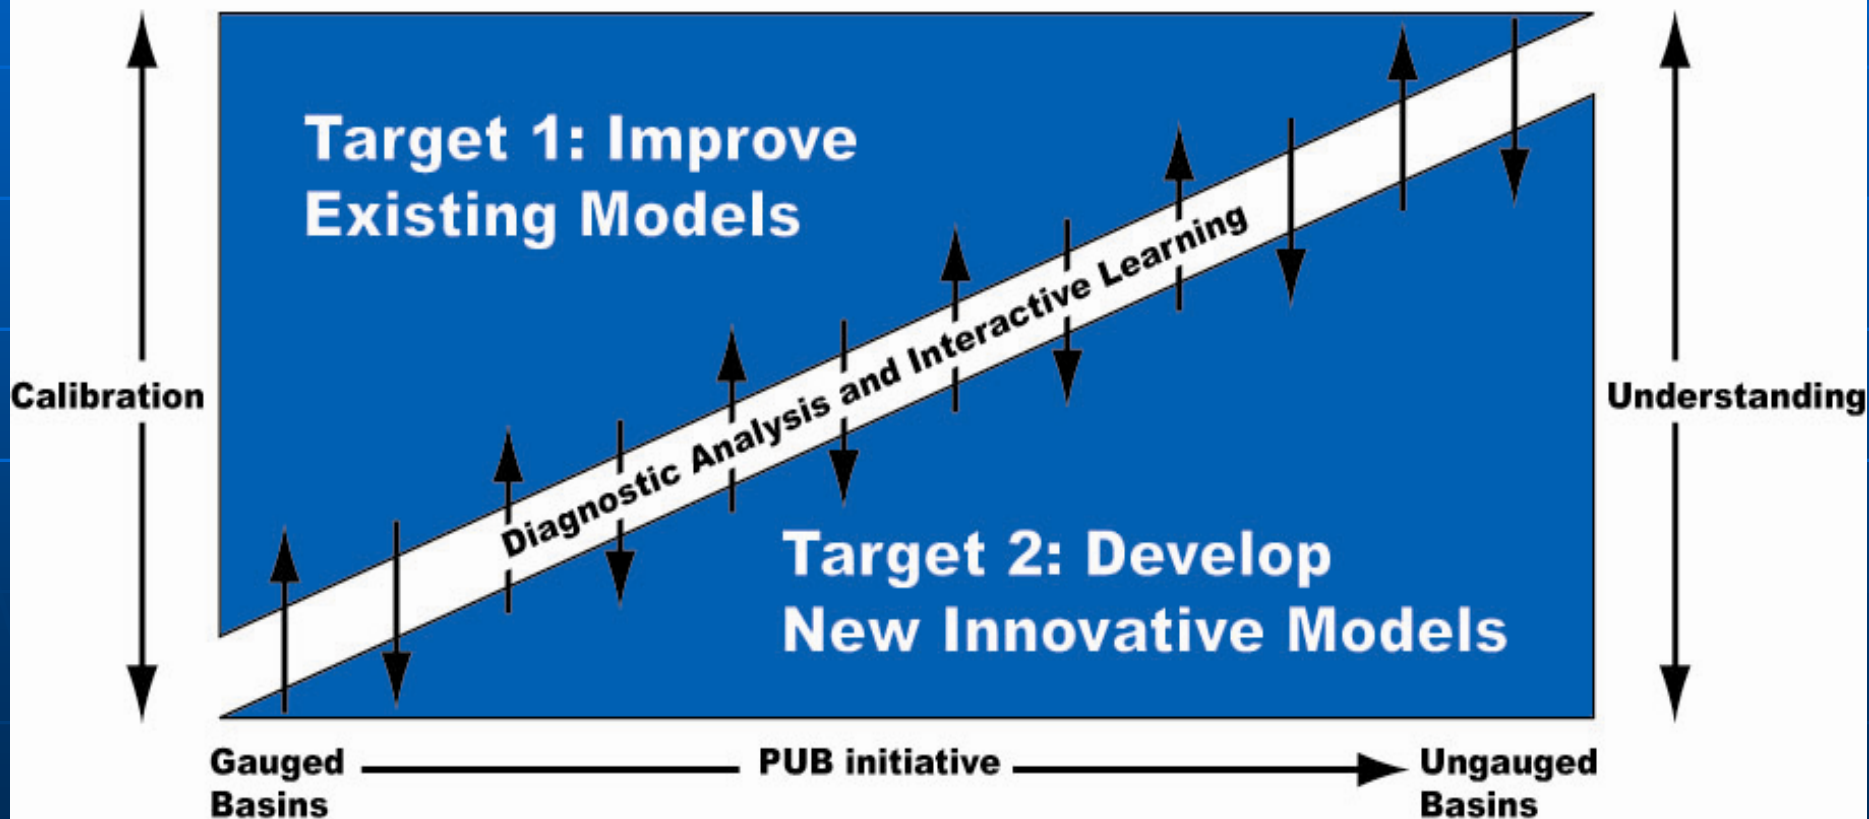 Target 1: Improve
Existing Models
Diagnostic Analysis and Interactive Learning
Calibration
Understanding
Target 2: Develop
New Innovative Models
Gauged
Basins
PUB initiative
Ungauged
Basins